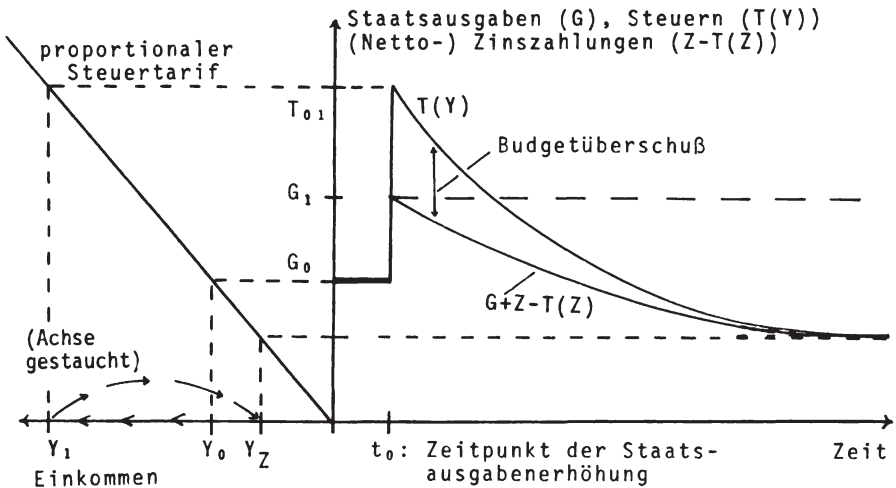 Staatsausgaben (G), Steuern (T(Y))
(Netto-) Zinszahlungen (Z-T(Z))
proportionaler
Steuertarif
T₀₁
T(Y)
Budgetüberschuß
G₁
G₀
G+Z-T(Z)
(Achse
gestaucht)
Y₁
Y₀
Y_Z
t₀: Zeitpunkt der Staats-
ausgabenerhöhung
Zeit
Einkommen